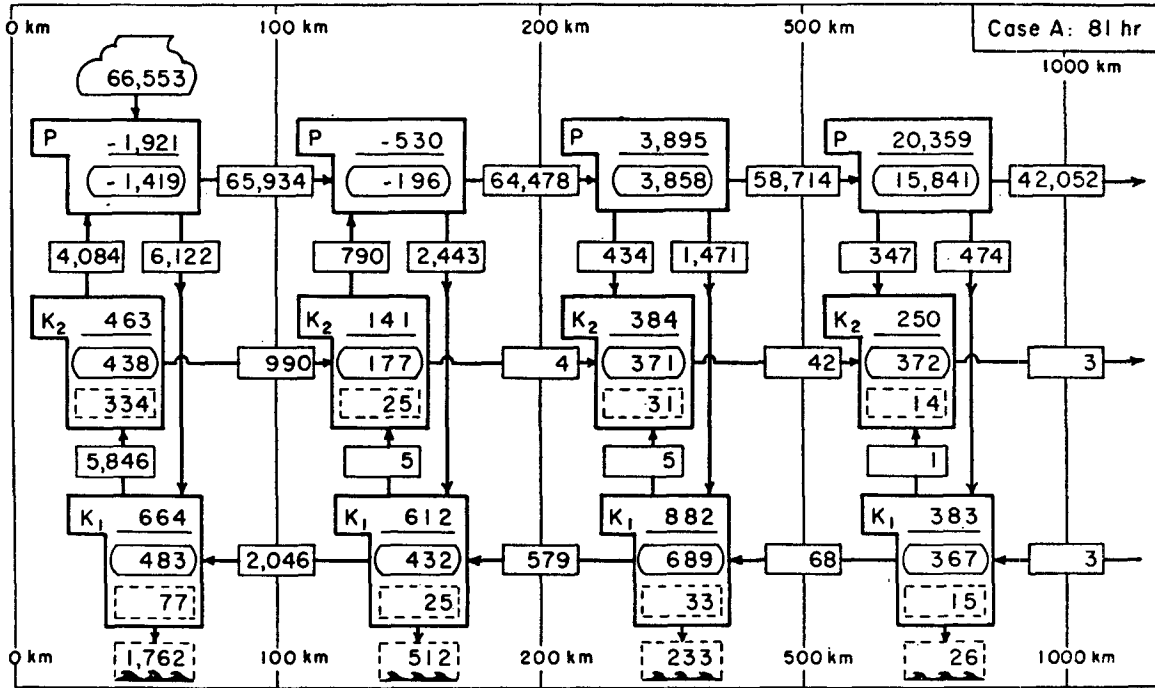 0 km 100 km 200 km 500 km Case A: 81 hr
1000 km
66,553
P -1,921 P -530 P 3,895 P 20,359
-1,419 65,934 -196 64,478 3,858 58,714 15,841 42,052
4,084 6,122 790 2,443 434 1,471 347 474
K2 463 K2 141 K2 384 K2 250
438 990 177 4 371 42 372 3
334 25 31 14
5,846 5 5 1
K1 664 K1 612 K1 882 K1 383
483 2,046 432 579 689 68 367 3
77 25 33 15
0 km 1,762 100 km 512 200 km 233 500 km 26 1000 km